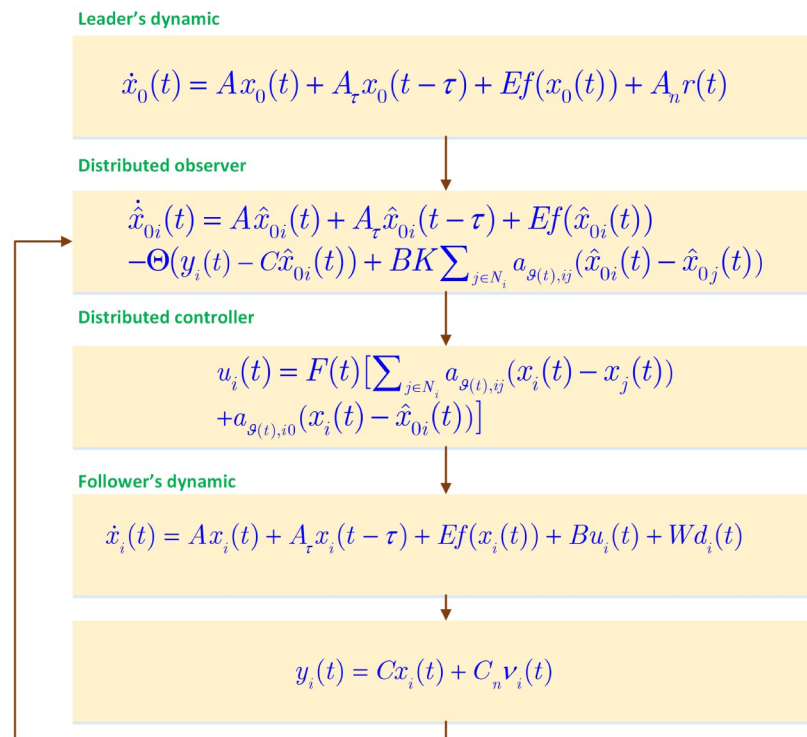 Leader's dynamic
ẋ₀(t) = Ax₀(t) + A_τx₀(t − τ) + Ef(x₀(t)) + Aₙr(t)
Distributed observer
x̂̇₀ᵢ(t) = Ax̂₀ᵢ(t) + A_τx̂₀ᵢ(t − τ) + Ef(x̂₀ᵢ(t))
−Θ(yᵢ(t) − Cx̂₀ᵢ(t)) + BK∑_{j∈Nᵢ} a_{ϑ(t),ij}(x̂₀ᵢ(t) − x̂₀ⱼ(t))
Distributed controller
uᵢ(t) = F(t)[∑_{j∈Nᵢ} a_{ϑ(t),ij}(xᵢ(t) − xⱼ(t))
+a_{ϑ(t),i0}(xᵢ(t) − x̂₀ᵢ(t))]
Follower's dynamic
ẋᵢ(t) = Axᵢ(t) + A_τxᵢ(t − τ) + Ef(xᵢ(t)) + Buᵢ(t) + Wdᵢ(t)
yᵢ(t) = Cxᵢ(t) + Cₙνᵢ(t)